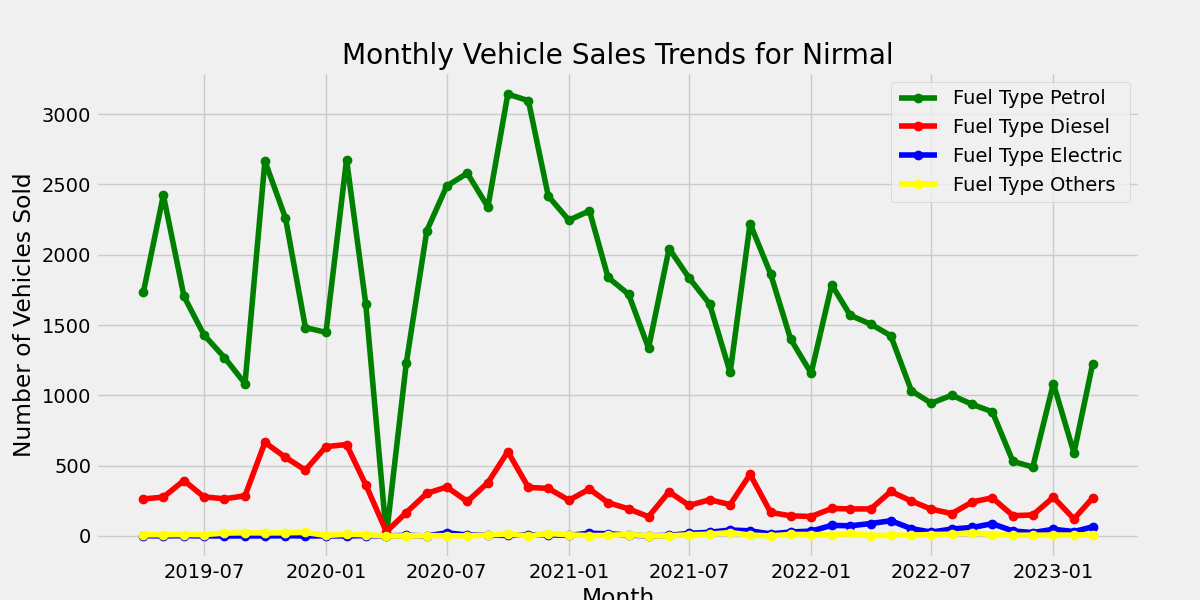 Monthly Vehicle Sales Trends for Nirmal
Number of Vehicles Sold
3000
2500
2000
1500
1000
500
0
Fuel Type Petrol
Fuel Type Diesel
Fuel Type Electric
Fuel Type Others
2019-07 2020-01 2020-07 2021-01 2021-07 2022-01 2022-07 2023-01
Month